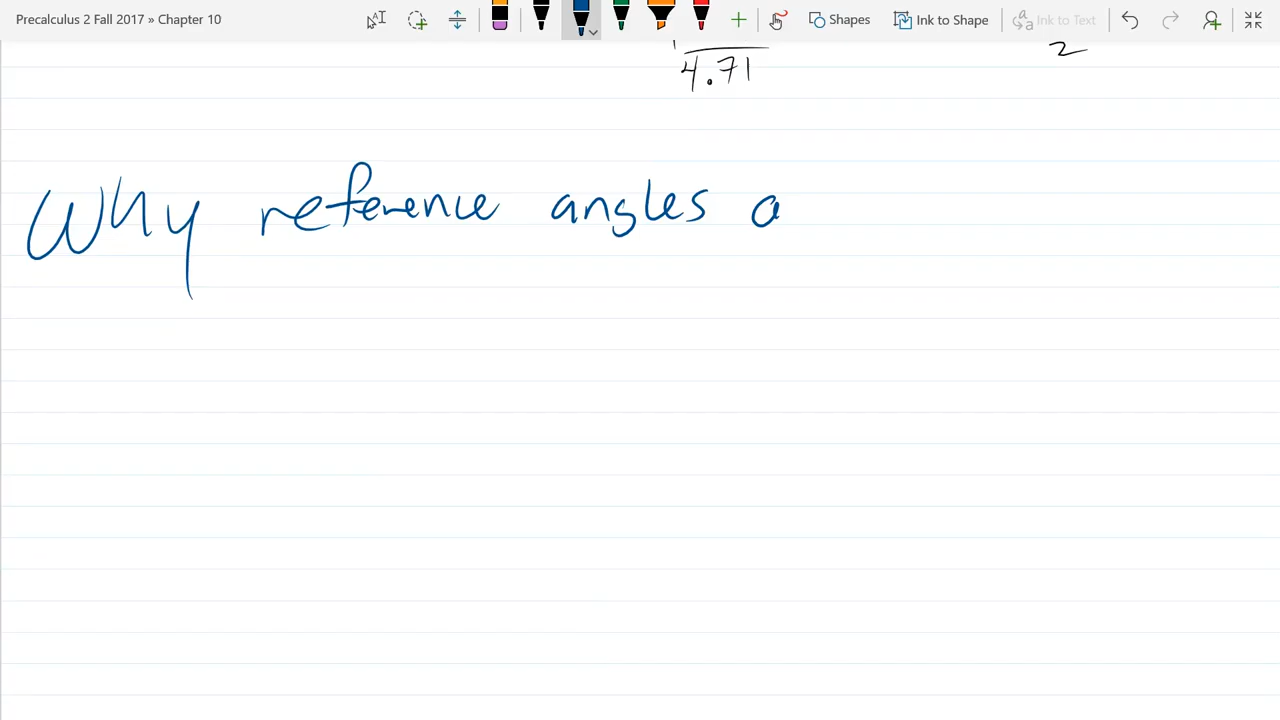 Precalculus 2 Fall 2017 » Chapter 10
Shapes
Ink to Shape
Ink to Text
4.71
2
Why reference angles a